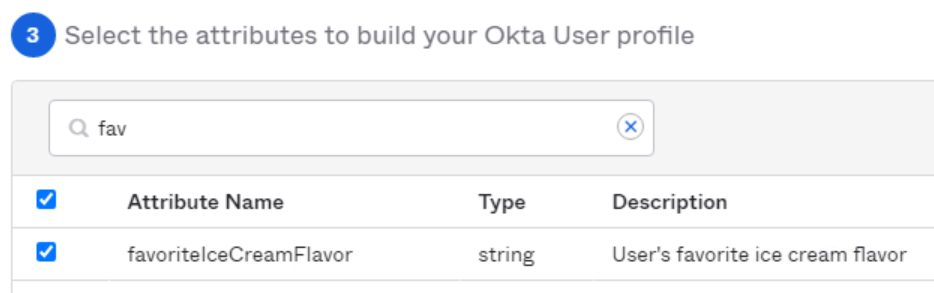 3 Select the attributes to build your Okta User profile
fav
Attribute Name Type Description
favoriteIceCreamFlavor string User's favorite ice cream flavor